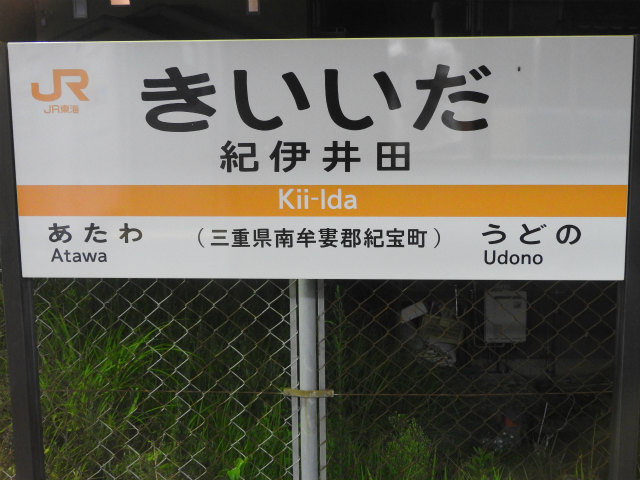 JR
JR東海
きいいだ
紀伊井田
Kii-Ida
あたわ
Atawa
（三重県南牟婁郡紀宝町）
うどの
Udono